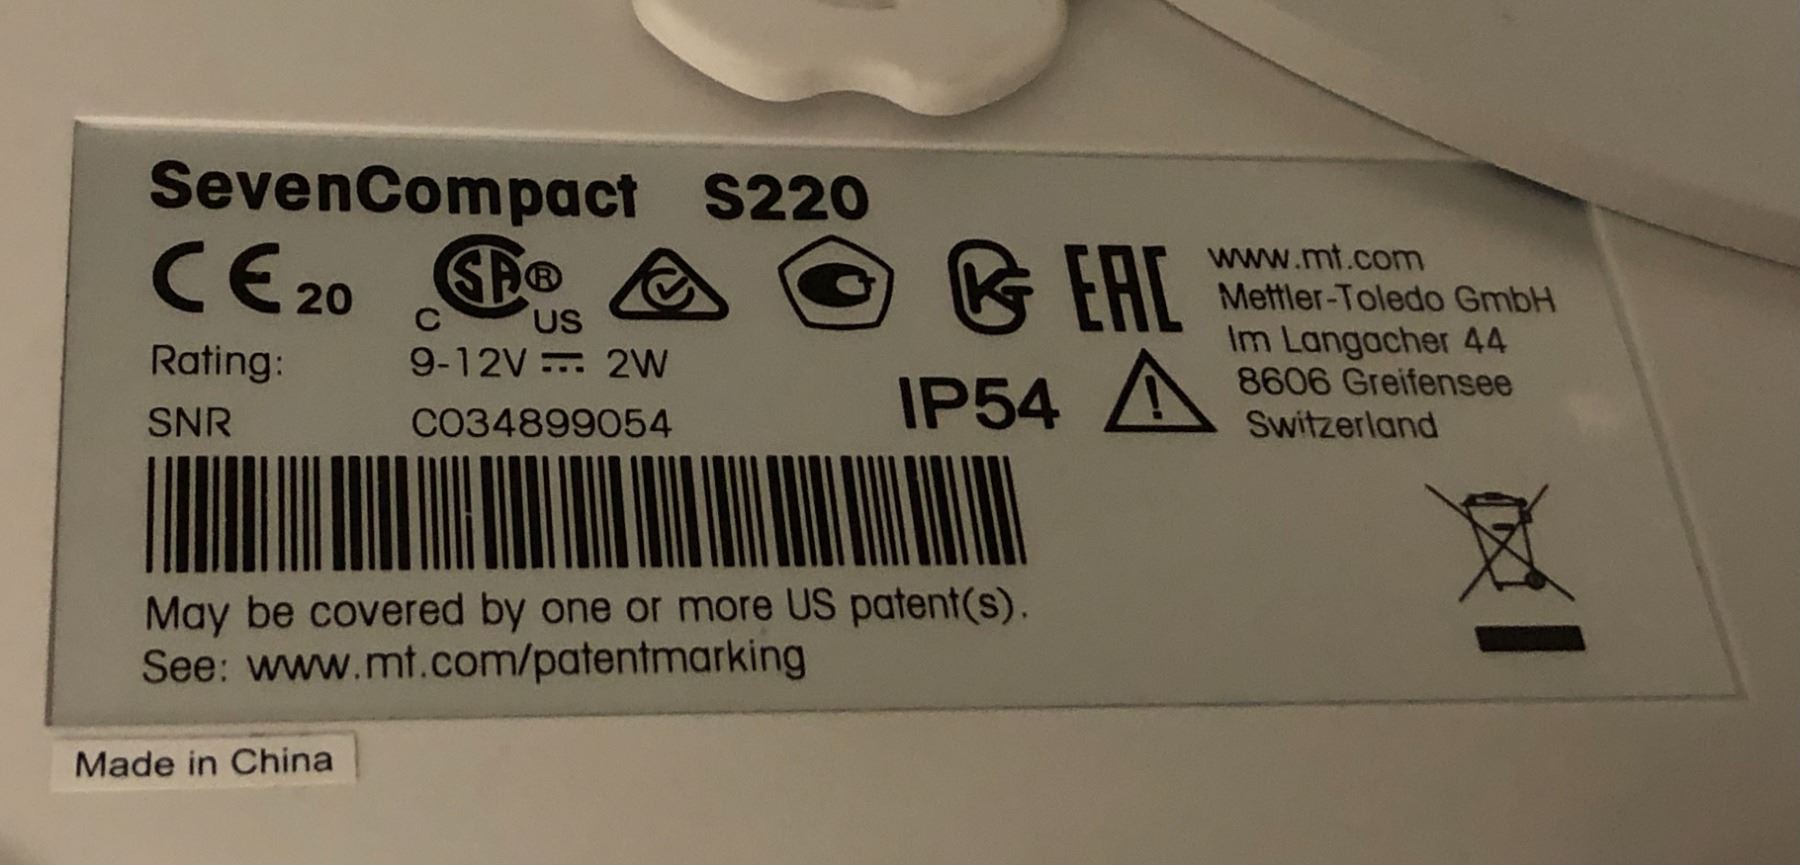 SevenCompact S220
CE 20 C SA® US EAC
Rating: 9-12V 2W
SNR C034899054
IP54
www.mt.com
Mettler-Toledo GmbH
Im Langacher 44
8606 Greifensee
Switzerland
May be covered by one or more US patent(s).
See: www.mt.com/patentmarking
Made in China